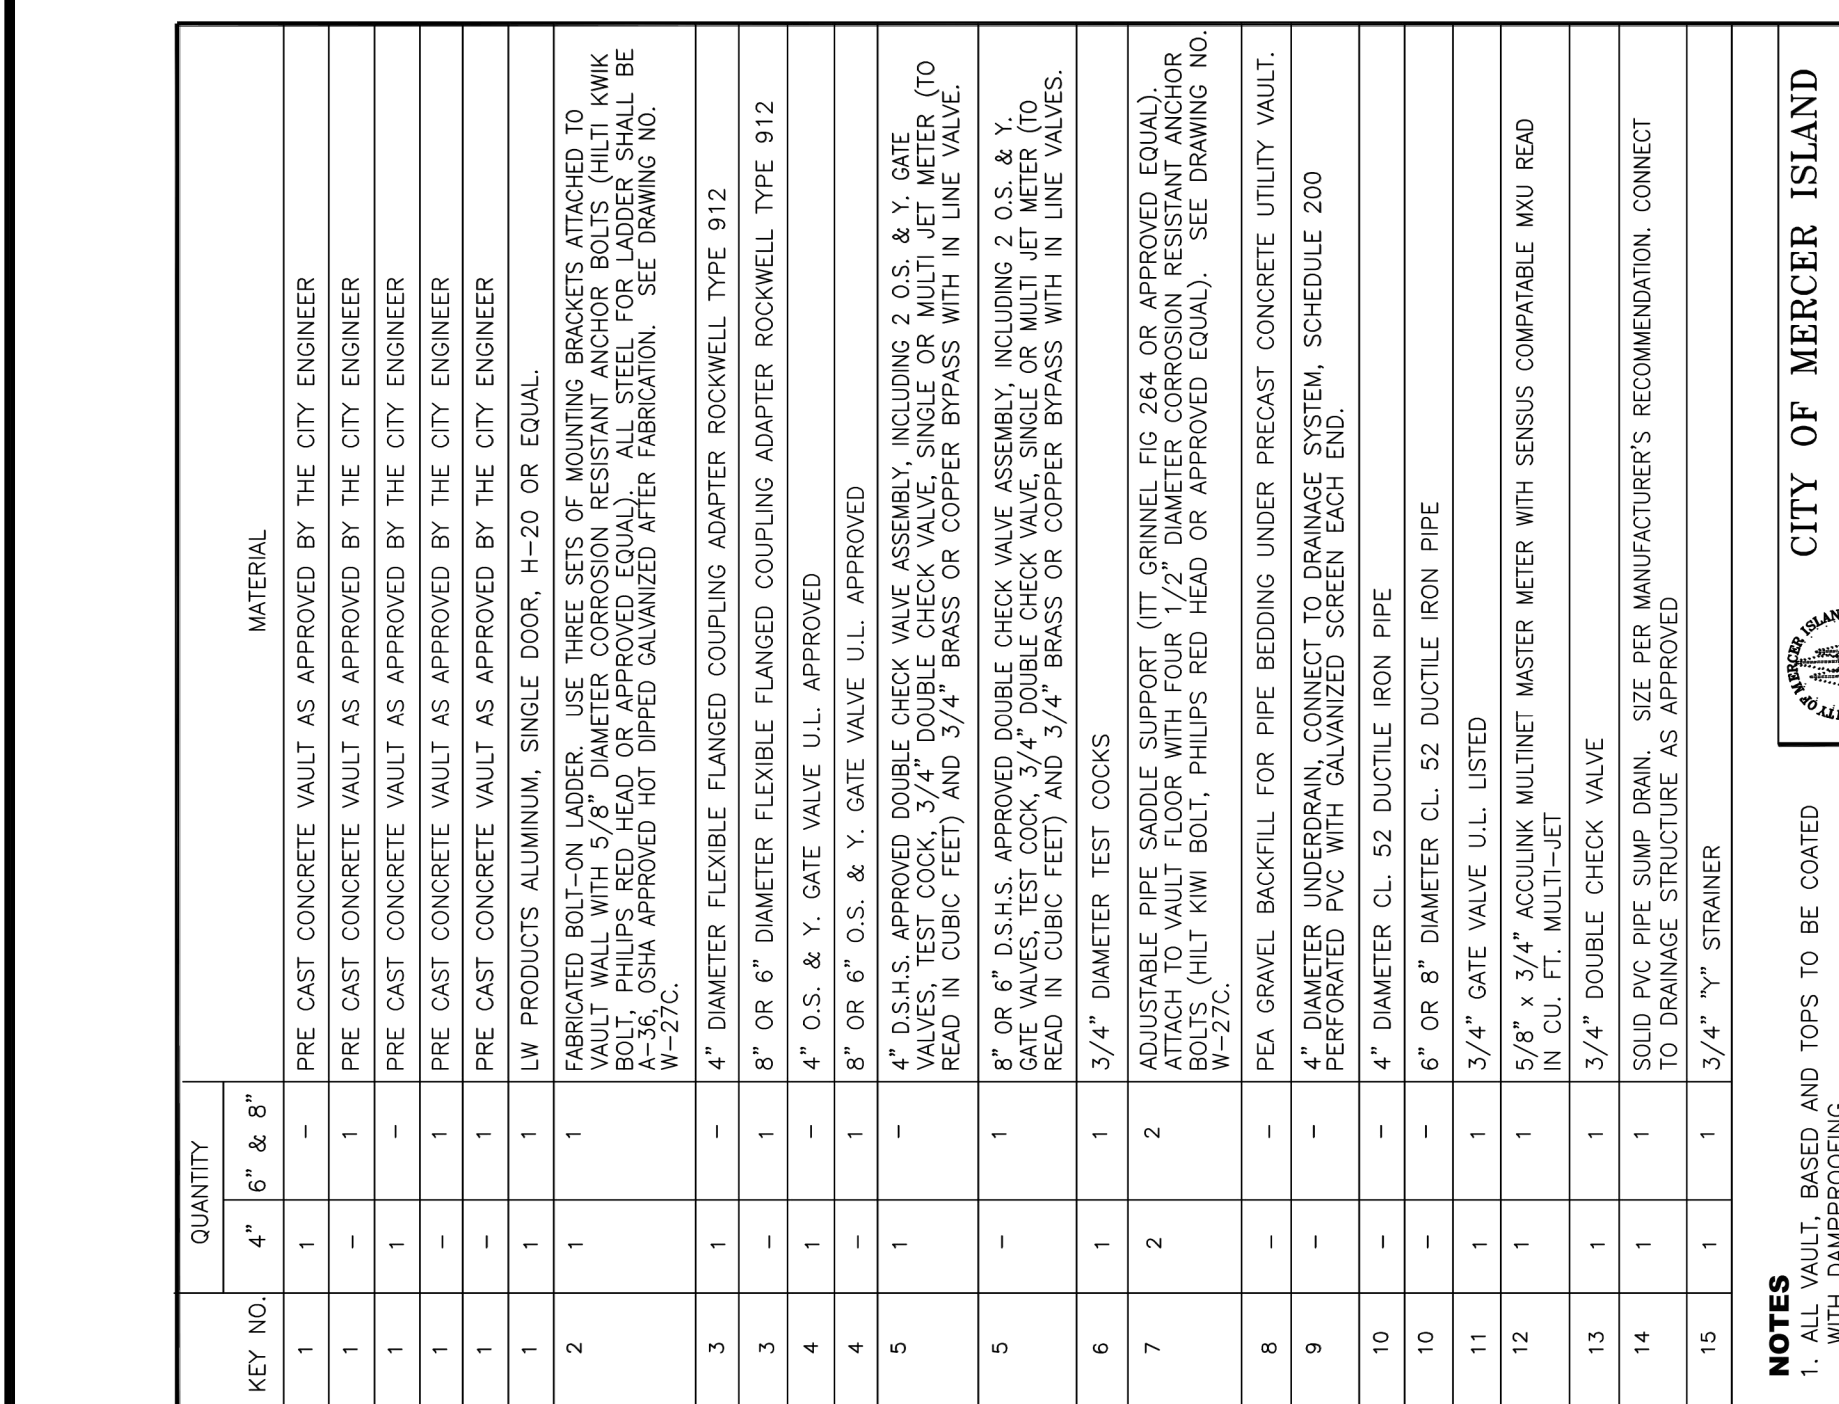 KEY NO. QUANTITY MATERIAL
4" 6" & 8"
1 1 – PRE CAST CONCRETE VAULT AS APPROVED BY THE CITY ENGINEER
1 – 1 PRE CAST CONCRETE VAULT AS APPROVED BY THE CITY ENGINEER
1 1 – PRE CAST CONCRETE VAULT AS APPROVED BY THE CITY ENGINEER
1 – 1 PRE CAST CONCRETE VAULT AS APPROVED BY THE CITY ENGINEER
1 – 1 PRE CAST CONCRETE VAULT AS APPROVED BY THE CITY ENGINEER
1 1 1 LW PRODUCTS ALUMINUM, SINGLE DOOR, H-20 OR EQUAL.
2 1 1 FABRICATED BOLT-ON LADDER. USE THREE SETS OF MOUNTING BRACKETS ATTACHED TO
VAULT WALL WITH 5/8" DIAMETER CORROSION RESISTANT ANCHOR BOLTS (HILTI KWIK
BOLT, PHILIPS RED HEAD OR APPROVED EQUAL). ALL STEEL FOR LADDER SHALL BE
A-36, OSHA APPROVED HOT DIPPED GALVANIZED AFTER FABRICATION. SEE DRAWING NO.
W-27C.
3 1 – 4" DIAMETER FLEXIBLE FLANGED COUPLING ADAPTER ROCKWELL TYPE 912
3 – 1 8" OR 6" DIAMETER FLEXIBLE FLANGED COUPLING ADAPTER ROCKWELL TYPE 912
4 1 – 4" O.S. & Y. GATE VALVE U.L. APPROVED
4 – 1 8" OR 6" O.S. & Y. GATE VALVE U.L. APPROVED
5 1 – 4" D.S.H.S. APPROVED DOUBLE CHECK VALVE ASSEMBLY, INCLUDING 2 O.S. & Y. GATE
VALVES, TEST COCK, 3/4" DOUBLE CHECK VALVE, SINGLE OR MULTI JET METER (TO
READ IN CUBIC FEET) AND 3/4" BRASS OR COPPER BYPASS WITH IN LINE VALVE.
5 – 1 8" OR 6" D.S.H.S. APPROVED DOUBLE CHECK VALVE ASSEMBLY, INCLUDING 2 O.S. & Y.
GATE VALVES, TEST COCK, 3/4" DOUBLE CHECK VALVE, SINGLE OR MULTI JET METER (TO
READ IN CUBIC FEET) AND 3/4" BRASS OR COPPER BYPASS WITH IN LINE VALVES.
6 1 1 3/4" DIAMETER TEST COCKS
7 2 2 ADJUSTABLE PIPE SADDLE SUPPORT (ITT GRINNEL FIG 264 OR APPROVED EQUAL).
ATTACH TO VAULT FLOOR WITH FOUR 1/2" DIAMETER CORROSION RESISTANT ANCHOR
BOLTS (HILT KIWI BOLT, PHILIPS RED HEAD OR APPROVED EQUAL). SEE DRAWING NO.
W-27C.
8 – – PEA GRAVEL BACKFILL FOR PIPE BEDDING UNDER PRECAST CONCRETE UTILITY VAULT.
9 – – 4" DIAMETER UNDERDRAIN, CONNECT TO DRAINAGE SYSTEM, SCHEDULE 200
PERFORATED PVC WITH GALVANIZED SCREEN EACH END.
10 – – 4" DIAMETER CL. 52 DUCTILE IRON PIPE
10 – – 6" OR 8" DIAMETER CL. 52 DUCTILE IRON PIPE
11 1 1 3/4" GATE VALVE U.L. LISTED
12 1 1 5/8" x 3/4" ACCULINK MULTINET MASTER METER WITH SENSUS COMPATABLE MXU READ
IN CU. FT. MULTI-JET
13 1 1 3/4" DOUBLE CHECK VALVE
14 1 1 SOLID PVC PIPE SUMP DRAIN. SIZE PER MANUFACTURER'S RECOMMENDATION. CONNECT
TO DRAINAGE STRUCTURE AS APPROVED
15 1 1 3/4" "Y" STRAINER
NOTES
1. ALL VAULT, BASED AND TOPS TO BE COATED
WITH DAMPPROOFING
CITY OF MERCER ISLAND
CITY OF MERCER ISLAN